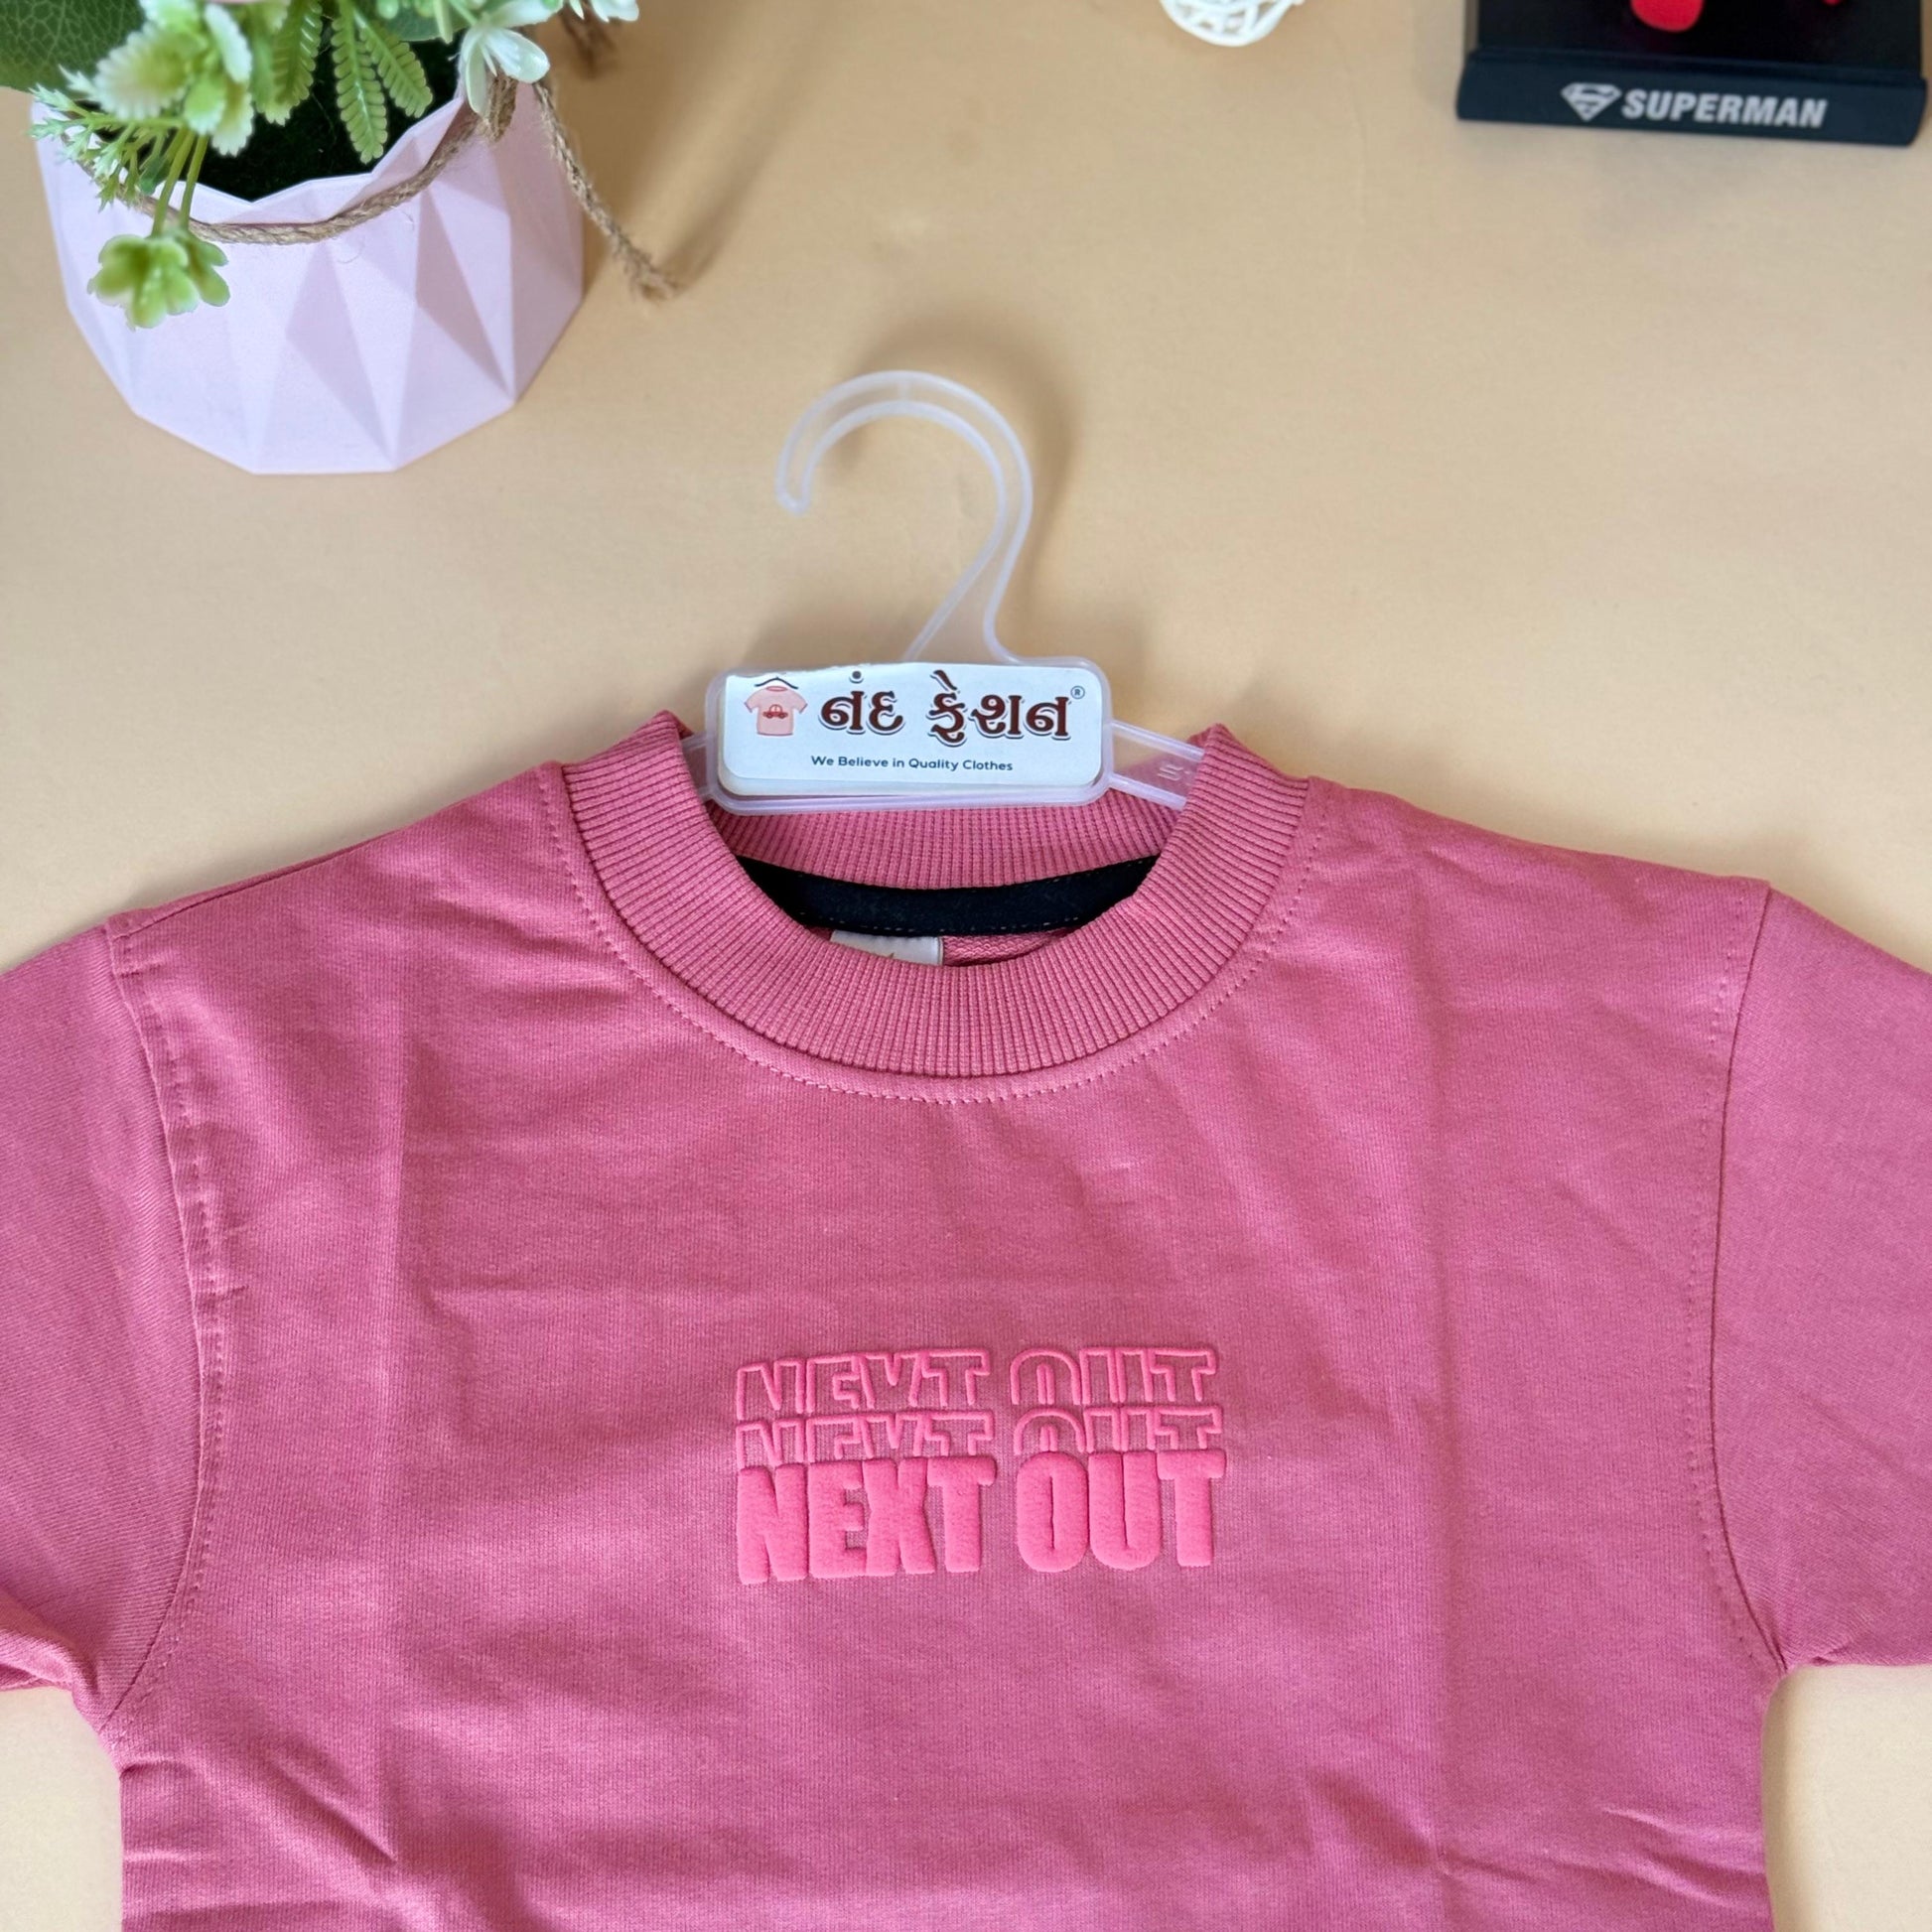 SUPERMAN
નંદ ફેશન®
We Believe in Quality Clothes
NEXT OUT
NEXT OUT
NEXT OUT